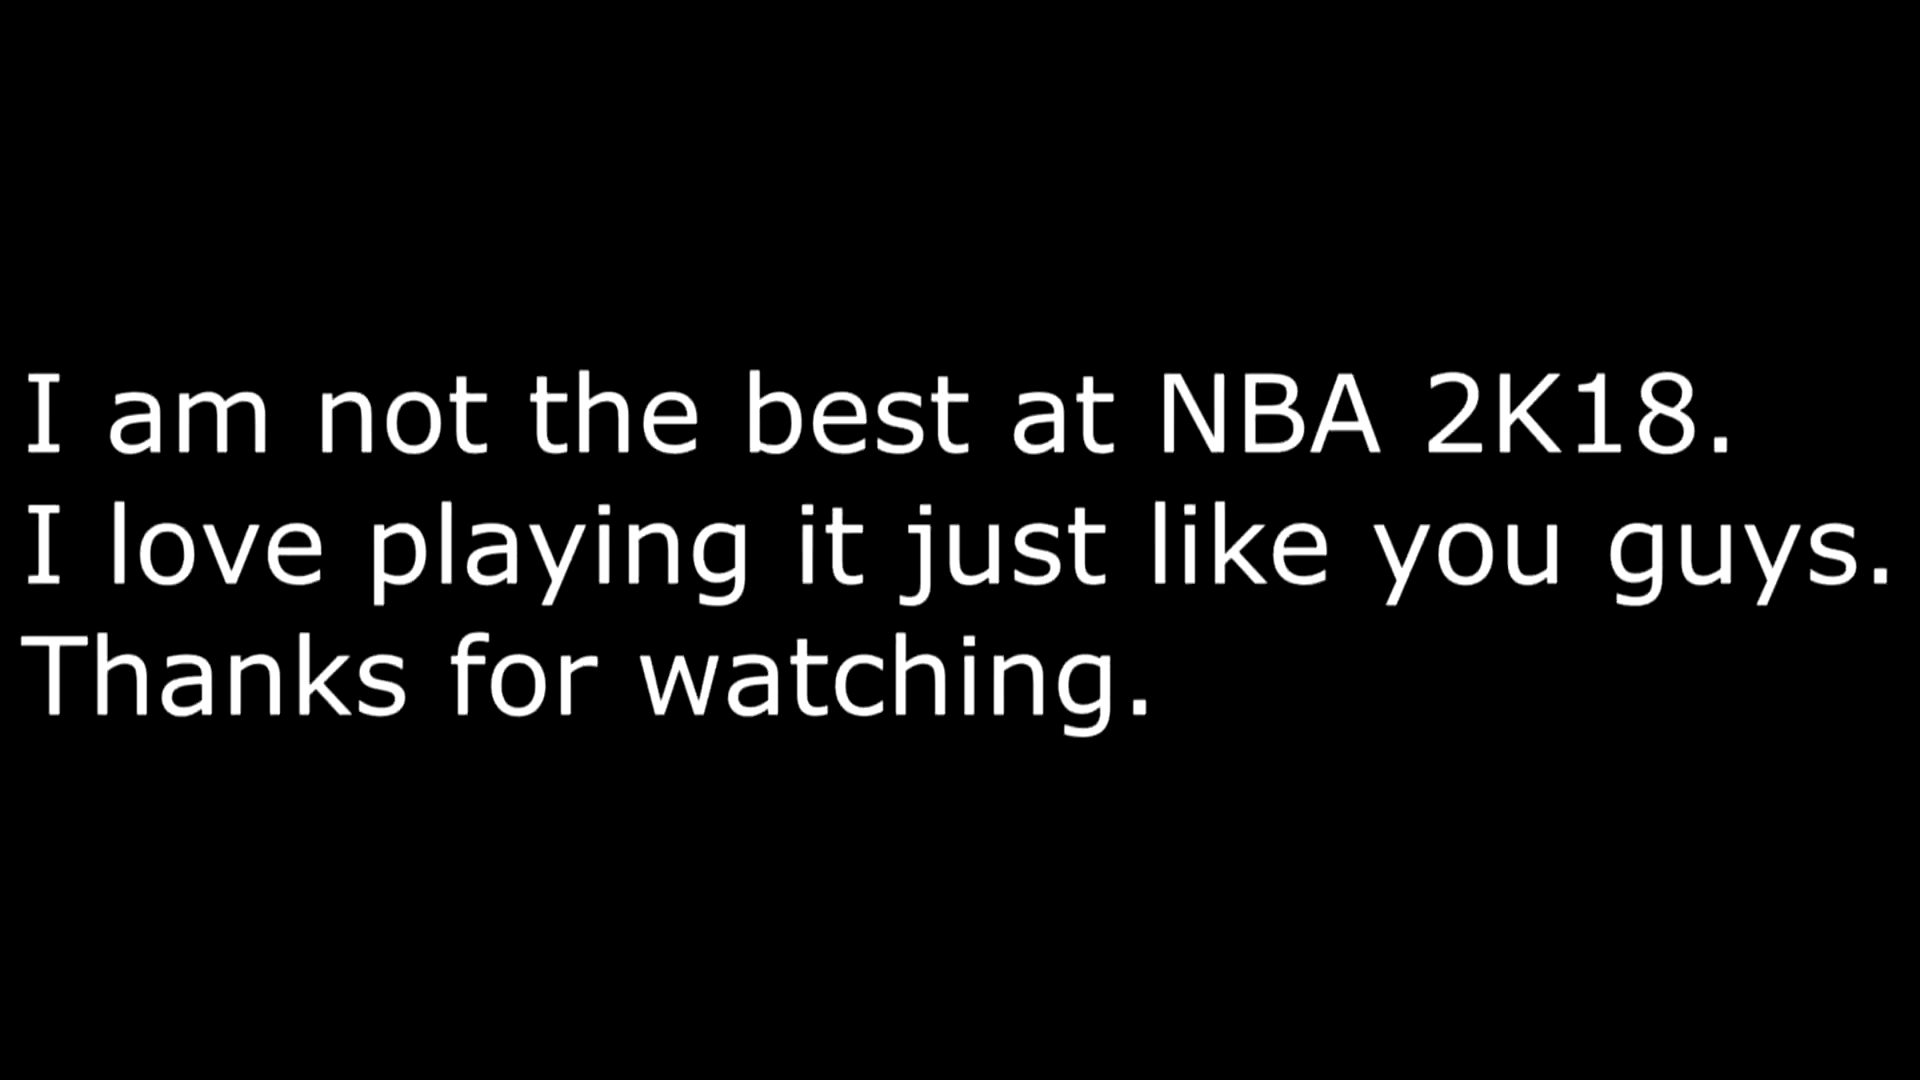 I am not the best at NBA 2K18.
I love playing it just like you guys.
Thanks for watching.